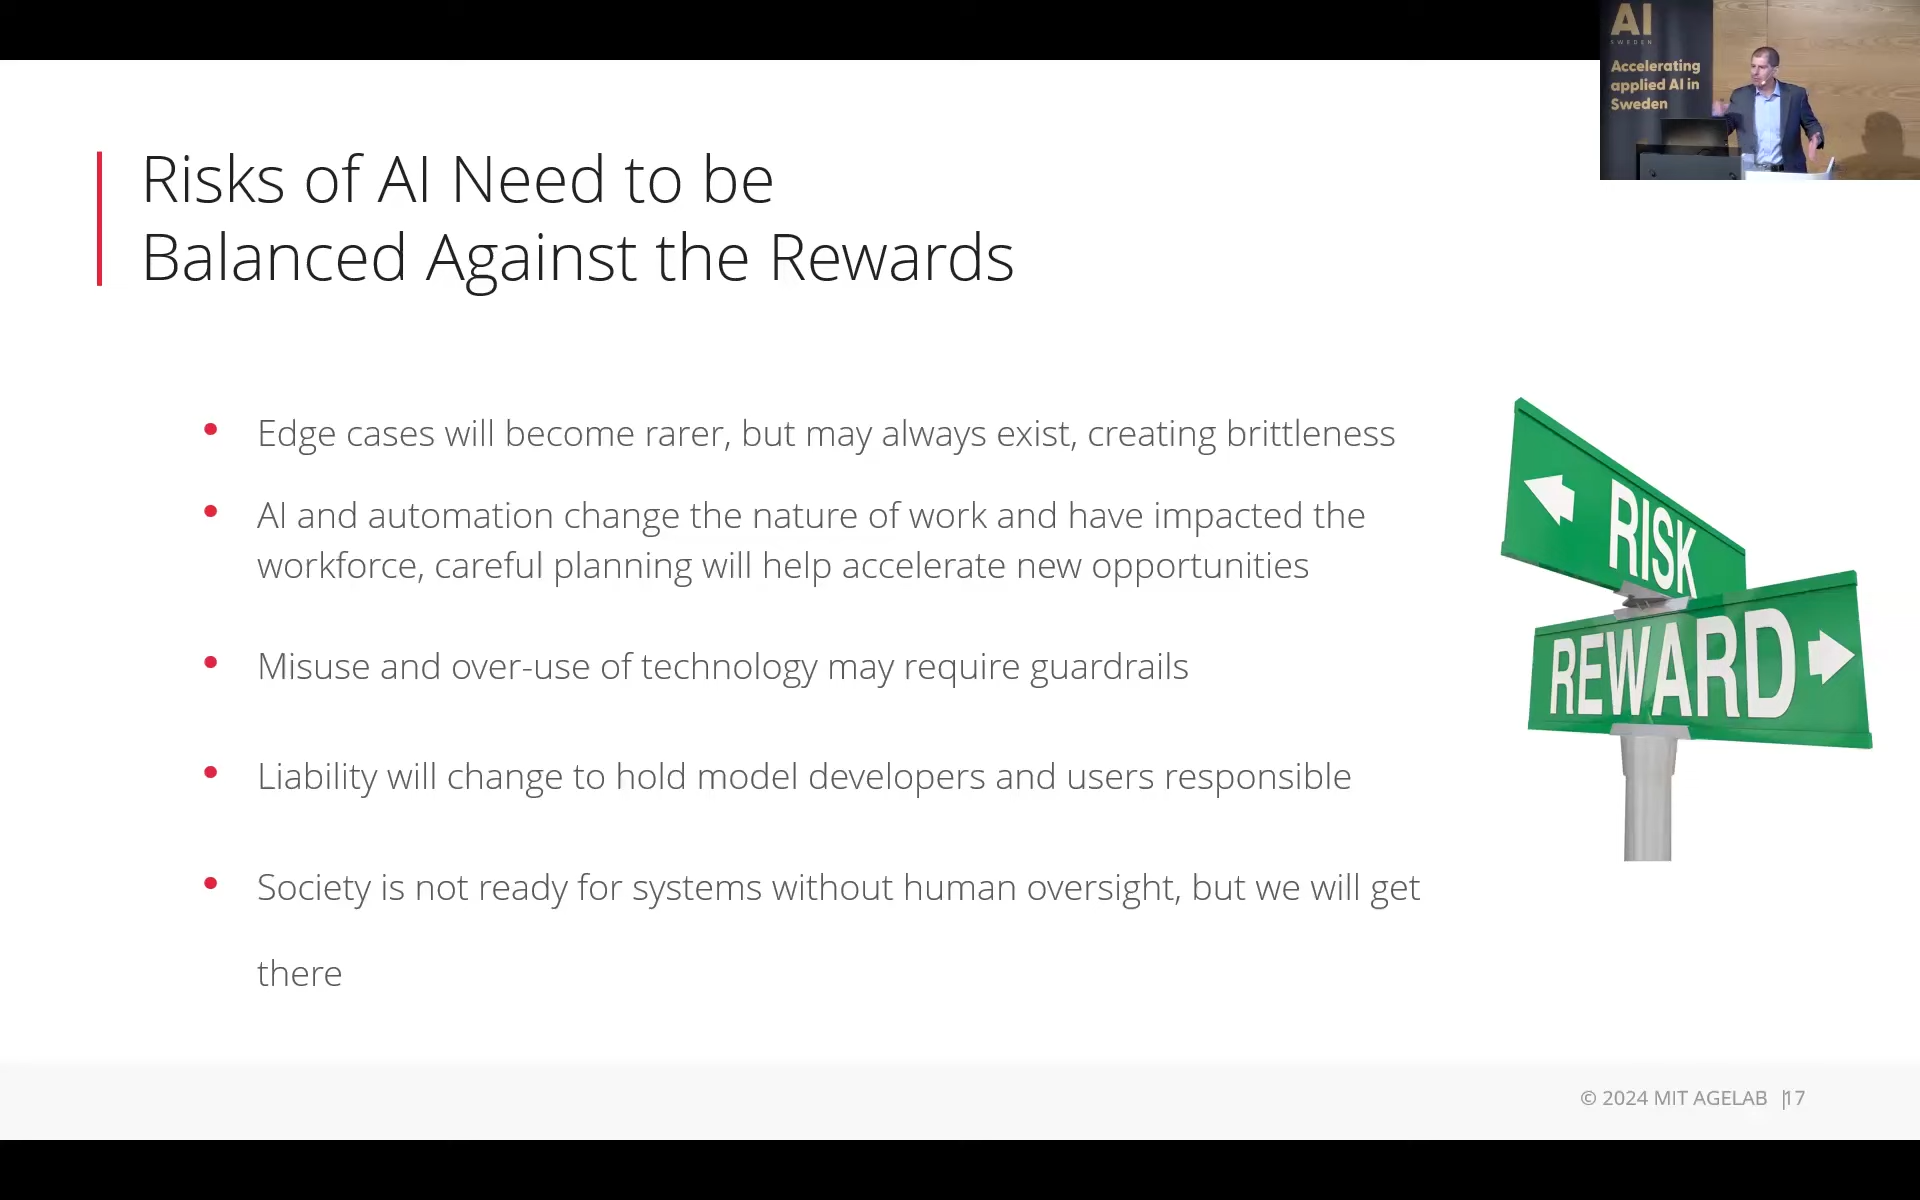 AI
SWEDEN
Accelerating
applied AI in
Sweden
Risks of AI Need to be
Balanced Against the Rewards
Edge cases will become rarer, but may always exist, creating brittleness
AI and automation change the nature of work and have impacted the
workforce, careful planning will help accelerate new opportunities
Misuse and over-use of technology may require guardrails
Liability will change to hold model developers and users responsible
Society is not ready for systems without human oversight, but we will get
there
RISK
REWARD
© 2024 MIT AGELAB |17